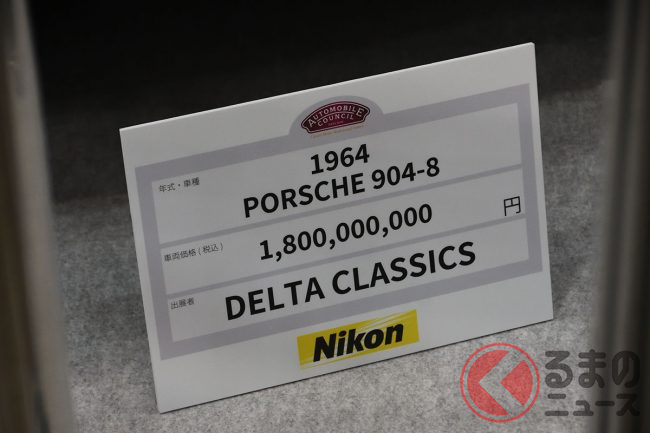 AUTOMOBILE
COUNCIL
年式・車種
1964
PORSCHE 904-8
車両価格(税込)
1,800,000,000
円
出展者
DELTA CLASSICS
Nikon
くるまの
ニュース